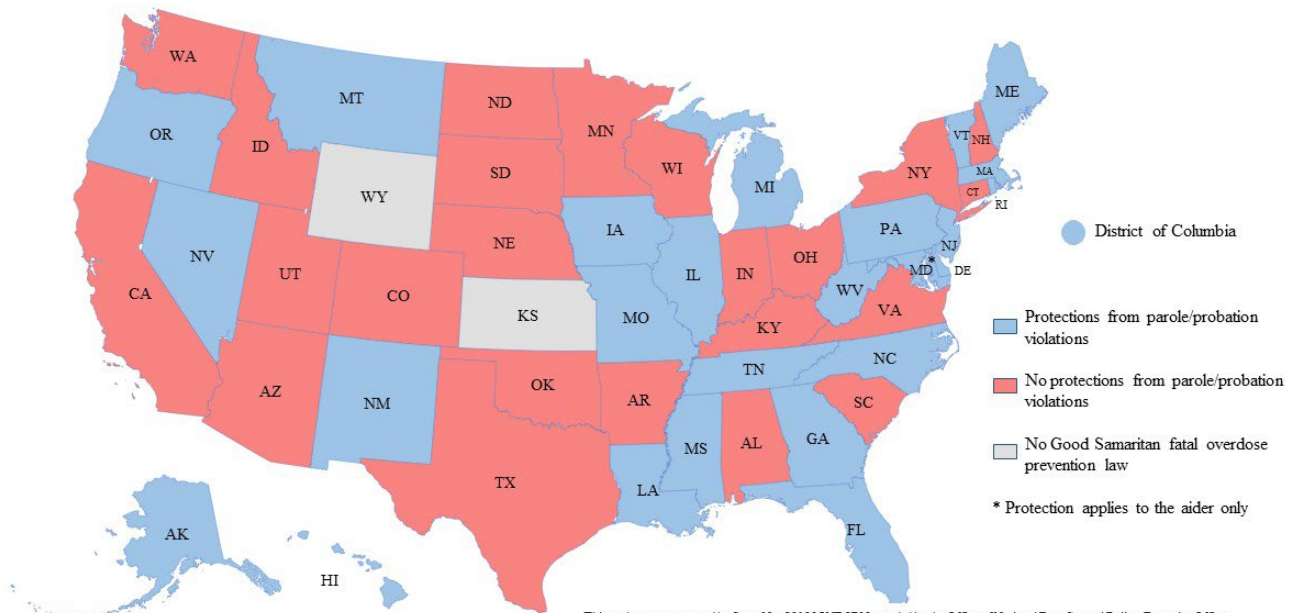 WA
MT
ND
MN
ME
OR
ID
SD
WI
VT
NH
NY
MA
CT
RI
MI
WY
PA
NJ
IA
NE
District of Columbia
NV
UT
IL
IN
OH
MD
*
DE
CA
CO
WV
VA
KS
MO
KY
Protections from parole/probation
violations
TN
NC
AZ
NM
OK
AR
SC
No protections from parole/probation
violations
MS
AL
GA
TX
LA
No Good Samaritan fatal overdose
prevention law
* Protection applies to the aider only
AK
FL
HI